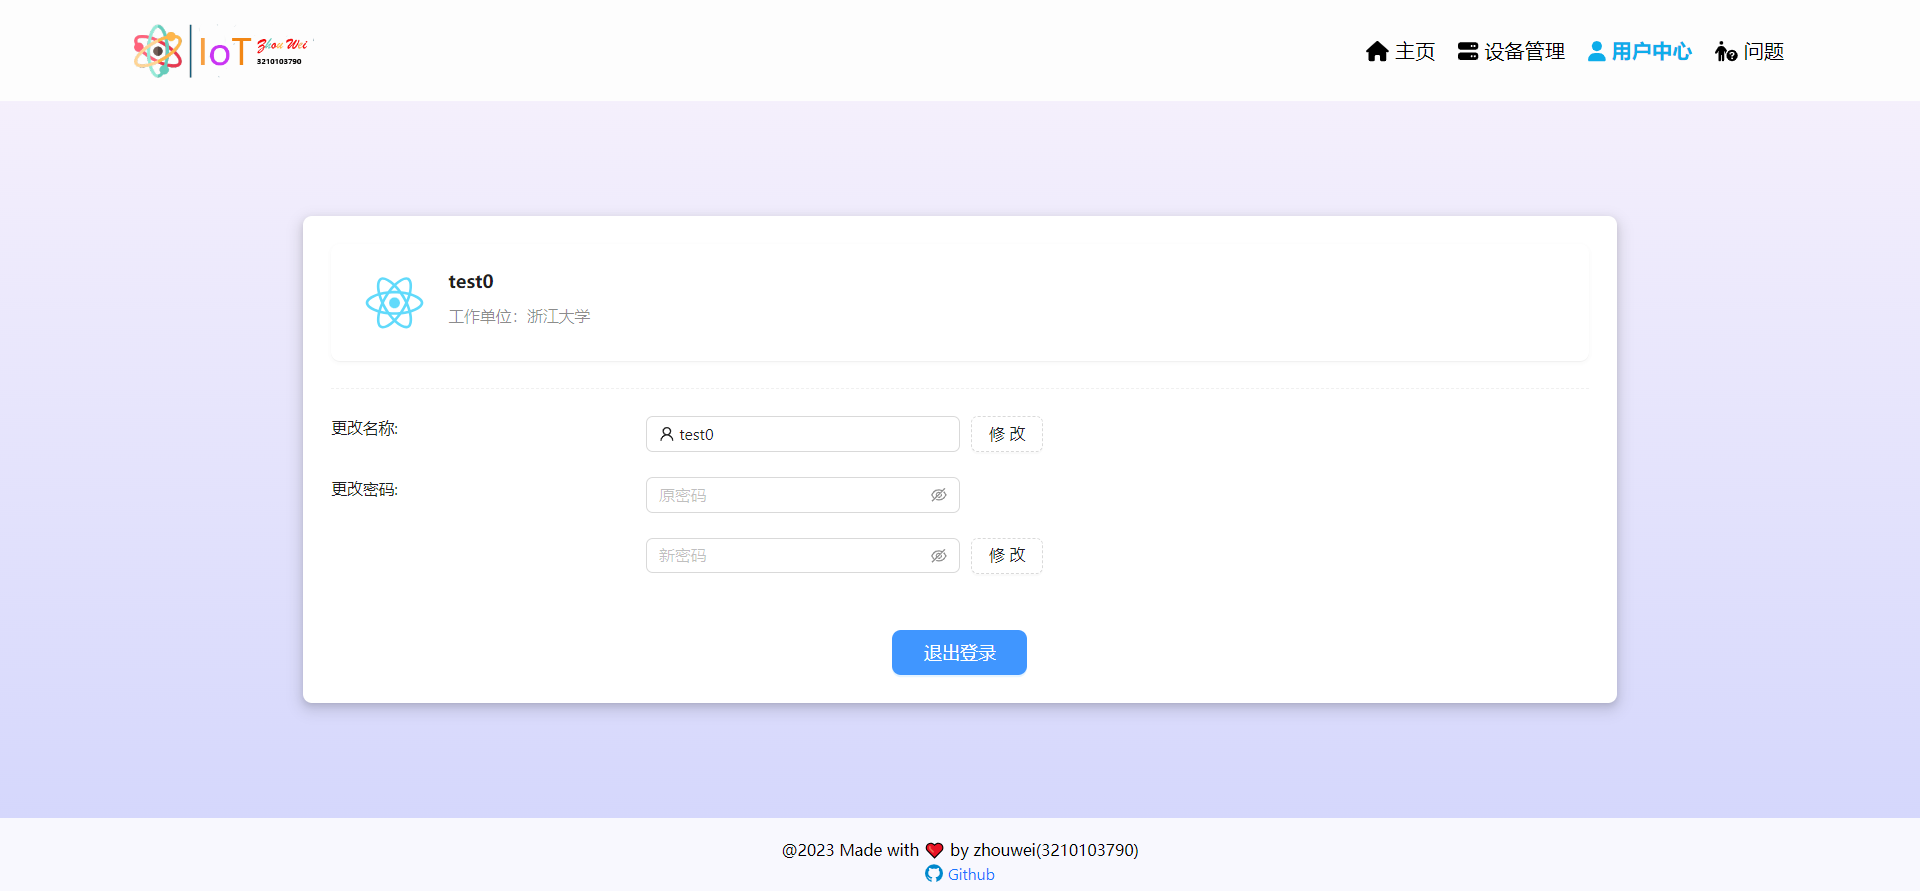 IoT Zhou Wei
3210103790
主页 设备管理 用户中心 问题
test0
工作单位：浙江大学
更改名称:
test0 修 改
更改密码:
原密码
新密码 修 改
退出登录
@2023 Made with ❤ by zhouwei(3210103790)
Github